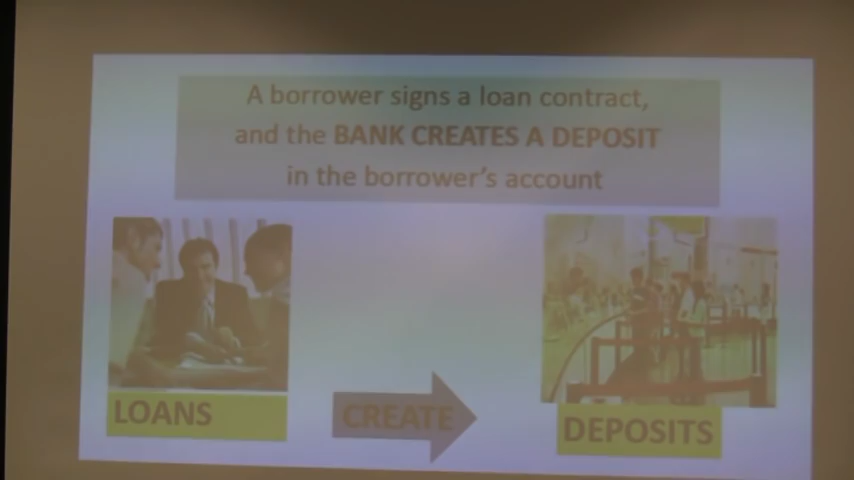 A borrower signs a loan contract,
and the BANK CREATES A DEPOSIT
in the borrower's account
LOANS
CREATE
DEPOSITS